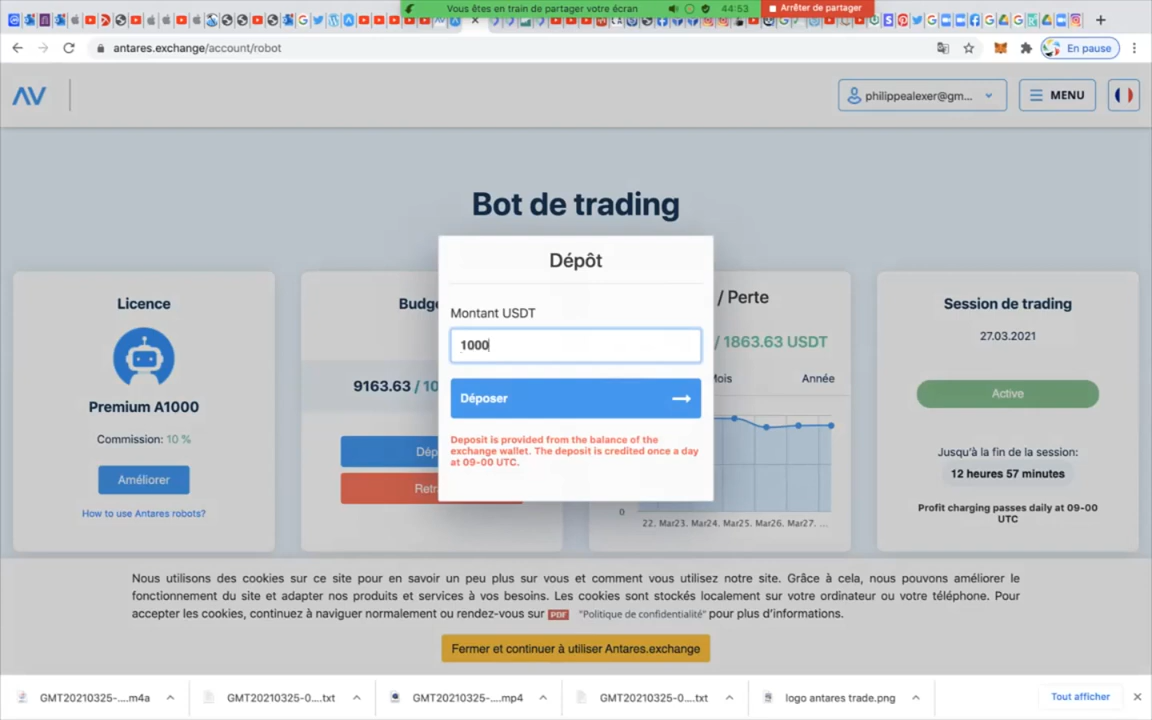 Vous êtes en train de partager votre écran
44:53
Arrêter de partager
antares.exchange/account/robot
En pause
AV
philippealexer@gm...
MENU
Bot de trading
Licence
Premium A1000
Commission: 10 %
Améliorer
How to use Antares robots?
Budge
9163.63 / 10
Dép
Retr
Dépôt
Montant USDT
1000
Déposer
Deposit is provided from the balance of the
exchange wallet. The deposit is credited once a day
at 09-00 UTC.
/ Perte
/ 1863.63 USDT
Mois
Année
0
22. Mar23. Mar24. Mar25. Mar26. Mar27. ...
Session de trading
27.03.2021
Active
Jusqu'à la fin de la session:
12 heures 57 minutes
Profit charging passes daily at 09-00
UTC
Nous utilisons des cookies sur ce site pour en savoir un peu plus sur vous et comment vous utilisez notre site. Grâce à cela, nous pouvons améliorer le
fonctionnement du site et adapter nos produits et services à vos besoins. Les cookies sont stockés localement sur votre ordinateur ou votre téléphone. Pour
accepter les cookies, continuez à naviguer normalement ou rendez-vous sur PDF "Politique de confidentialité" pour plus d'informations.
Fermer et continuer à utiliser Antares.exchange
GMT20210325-....m4a
GMT20210325-0....txt
GMT20210325-....mp4
GMT20210325-0....txt
logo antares trade.png
Tout afficher